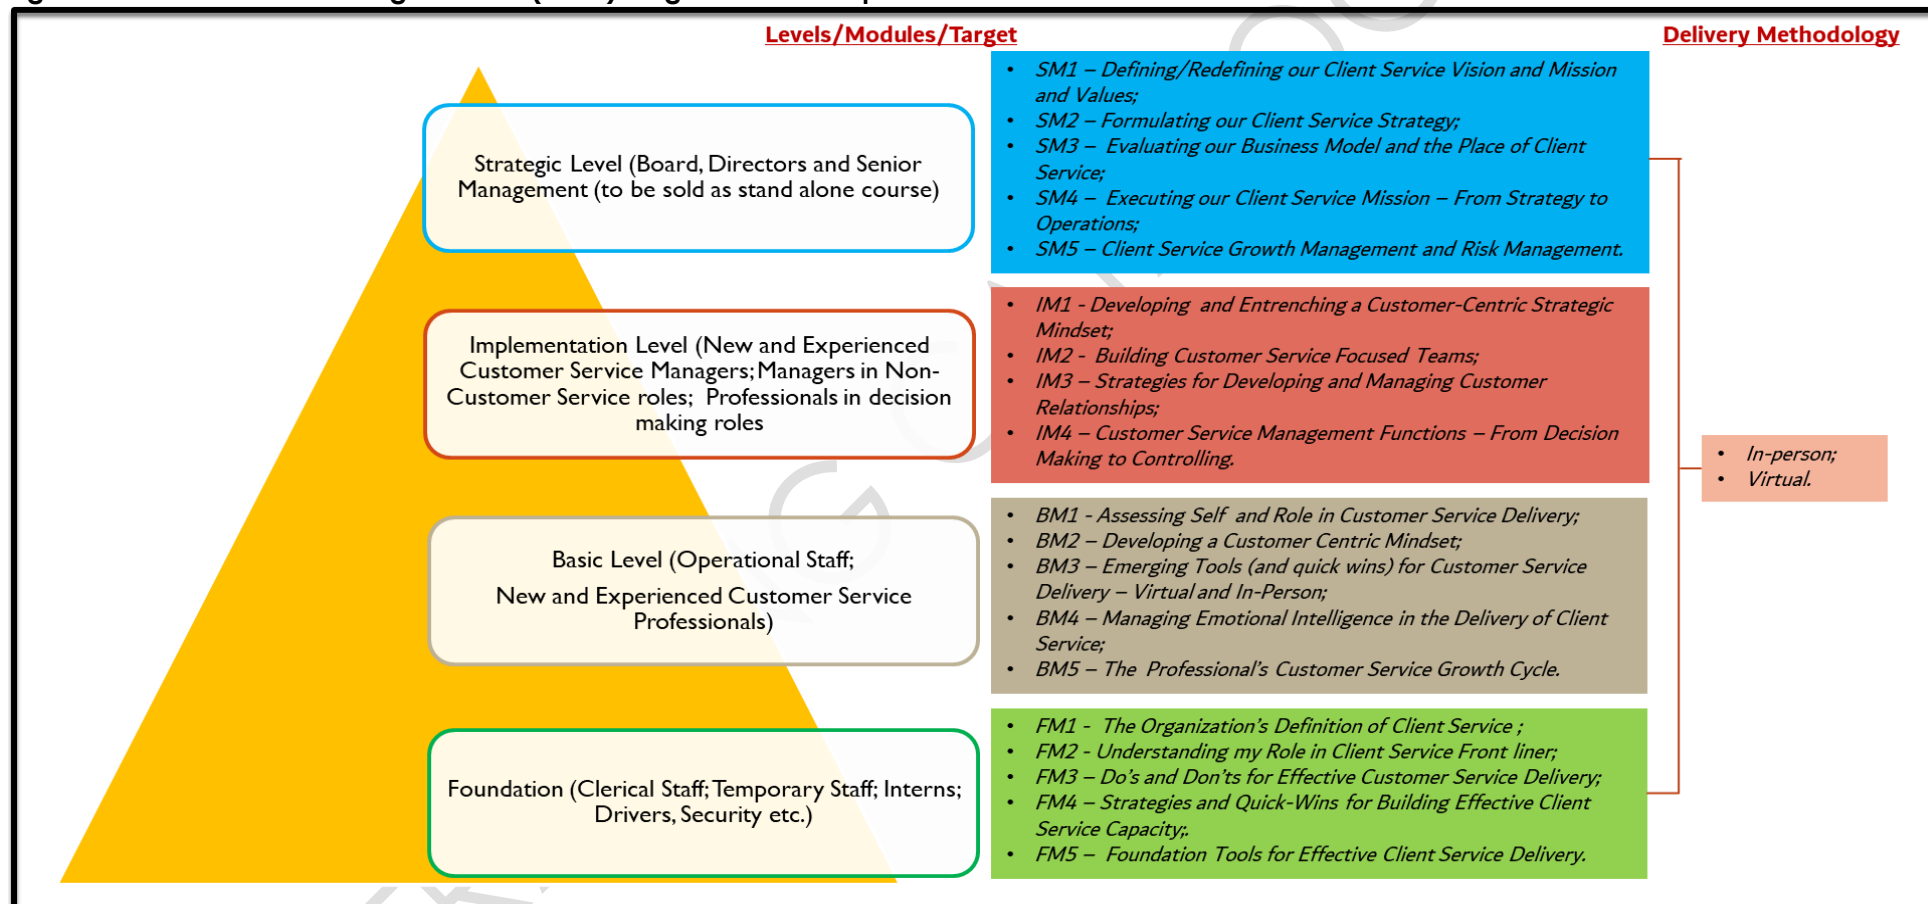 Levels/Modules/Target
Delivery Methodology
Strategic Level (Board, Directors and Senior
Management (to be sold as stand alone course)
• SM1 – Defining/Redefining our Client Service Vision and Mission
and Values;
• SM2 – Formulating our Client Service Strategy;
• SM3 – Evaluating our Business Model and the Place of Client
Service;
• SM4 – Executing our Client Service Mission – From Strategy to
Operations;
• SM5 – Client Service Growth Management and Risk Management.
Implementation Level (New and Experienced
Customer Service Managers; Managers in Non-
Customer Service roles; Professionals in decision
making roles
• IM1 - Developing and Entrenching a Customer-Centric Strategic
Mindset;
• IM2 - Building Customer Service Focused Teams;
• IM3 – Strategies for Developing and Managing Customer
Relationships;
• IM4 – Customer Service Management Functions – From Decision
Making to Controlling.
• In-person;
• Virtual.
Basic Level (Operational Staff;
New and Experienced Customer Service
Professionals)
• BM1 - Assessing Self and Role in Customer Service Delivery;
• BM2 – Developing a Customer Centric Mindset;
• BM3 – Emerging Tools (and quick wins) for Customer Service
Delivery – Virtual and In-Person;
• BM4 – Managing Emotional Intelligence in the Delivery of Client
Service;
• BM5 – The Professional's Customer Service Growth Cycle.
Foundation (Clerical Staff; Temporary Staff; Interns;
Drivers, Security etc.)
• FM1 - The Organization's Definition of Client Service ;
• FM2 - Understanding my Role in Client Service Front liner;
• FM3 – Do's and Don'ts for Effective Customer Service Delivery;
• FM4 – Strategies and Quick-Wins for Building Effective Client
Service Capacity;.
• FM5 – Foundation Tools for Effective Client Service Delivery.